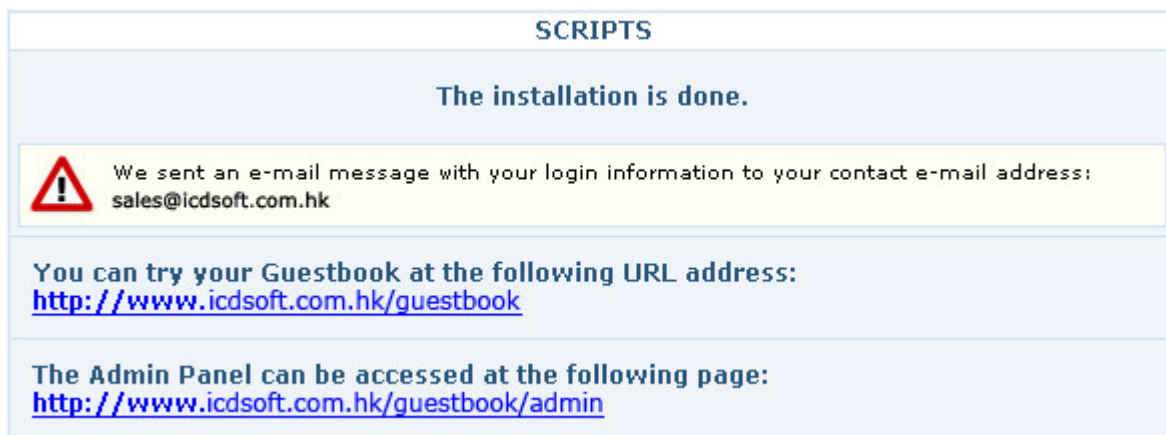 SCRIPTS
The installation is done.
We sent an e-mail message with your login information to your contact e-mail address:
sales@icdsoft.com.hk
You can try your Guestbook at the following URL address:
http://www.icdsoft.com.hk/guestbook
The Admin Panel can be accessed at the following page:
http://www.icdsoft.com.hk/guestbook/admin